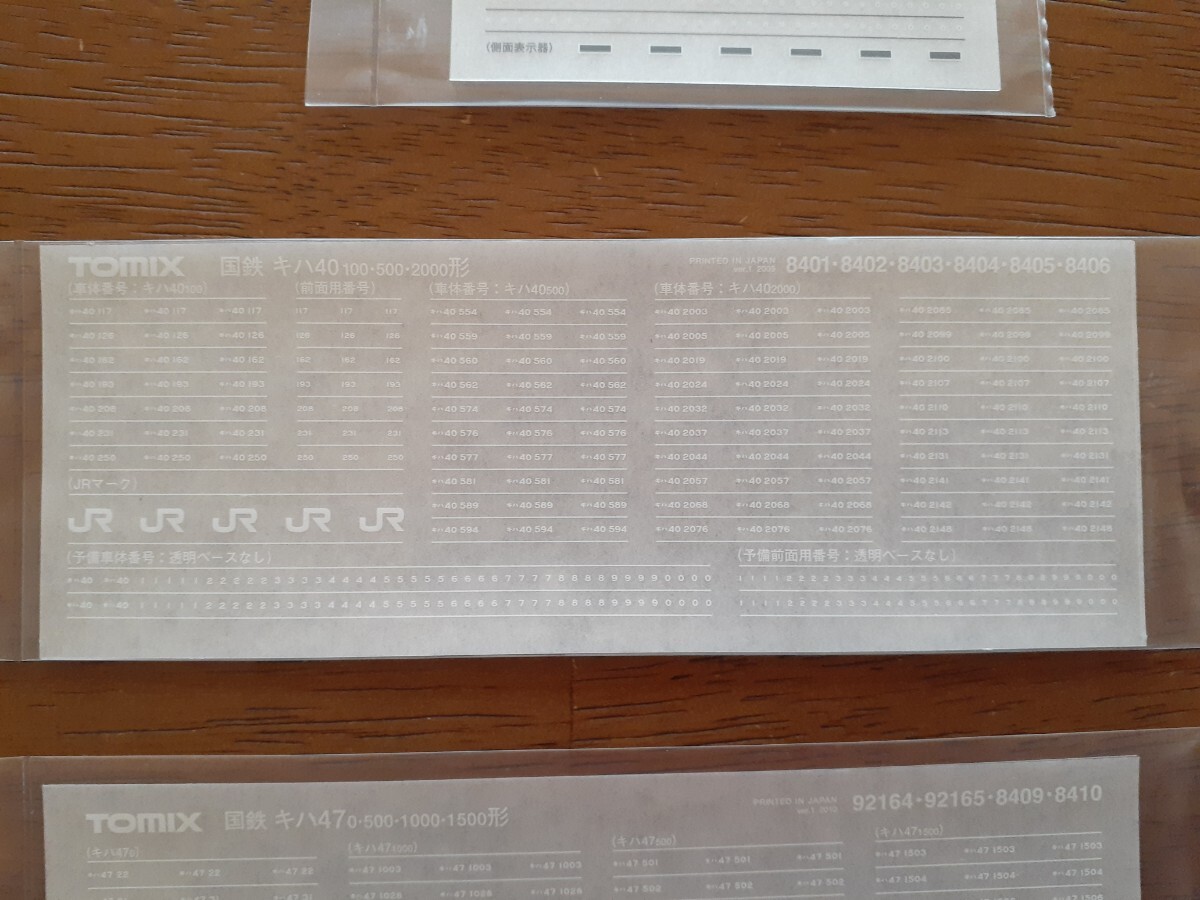 (側面表示器)
TOMIX 国鉄 キハ40 100・500・2000形 PRINTED IN JAPAN ver.1 2005 8401・8402・8403・8404・8405・8406
(車体番号：キハ40100) (前面用番号) (車体番号：キハ40500) (車体番号：キハ402000)
キハ40 117 キハ40 117 キハ40 117 117 117 117 キハ40 554 キハ40 554 キハ40 554 キハ40 2003 キハ40 2003 キハ40 2003 キハ40 2085 キハ40 2085 キハ40 2085
キハ40 126 キハ40 126 キハ40 126 126 126 126 キハ40 559 キハ40 559 キハ40 559 キハ40 2005 キハ40 2005 キハ40 2005 キハ40 2099 キハ40 2099 キハ40 2099
キハ40 162 キハ40 162 キハ40 162 162 162 162 キハ40 560 キハ40 560 キハ40 560 キハ40 2019 キハ40 2019 キハ40 2019 キハ40 2100 キハ40 2100 キハ40 2100
キハ40 193 キハ40 193 キハ40 193 193 193 193 キハ40 562 キハ40 562 キハ40 562 キハ40 2024 キハ40 2024 キハ40 2024 キハ40 2107 キハ40 2107 キハ40 2107
キハ40 208 キハ40 208 キハ40 208 208 208 208 キハ40 574 キハ40 574 キハ40 574 キハ40 2032 キハ40 2032 キハ40 2032 キハ40 2110 キハ40 2110 キハ40 2110
キハ40 231 キハ40 231 キハ40 231 231 231 231 キハ40 576 キハ40 576 キハ40 576 キハ40 2037 キハ40 2037 キハ40 2037 キハ40 2113 キハ40 2113 キハ40 2113
キハ40 250 キハ40 250 キハ40 250 250 250 250 キハ40 577 キハ40 577 キハ40 577 キハ40 2044 キハ40 2044 キハ40 2044 キハ40 2131 キハ40 2131 キハ40 2131
(JRマーク) キハ40 581 キハ40 581 キハ40 581 キハ40 2057 キハ40 2057 キハ40 2057 キハ40 2141 キハ40 2141 キハ40 2141
JR JR JR JR JR キハ40 589 キハ40 589 キハ40 589 キハ40 2068 キハ40 2068 キハ40 2068 キハ40 2142 キハ40 2142 キハ40 2142
キハ40 594 キハ40 594 キハ40 594 キハ40 2076 キハ40 2076 キハ40 2076 キハ40 2148 キハ40 2148 キハ40 2148
(予備車体番号：透明ベースなし) (予備前面用番号：透明ベースなし)
TOMIX 国鉄 キハ47 0・500・1000・1500形 PRINTED IN JAPAN 92164・92165・8409・8410
(キハ470) (キハ471000) (キハ47500) (キハ471500)
キハ47 22 キハ47 22 キハ47 22 キハ47 1003 キハ47 1003 キハ47 1003 キハ47 501 キハ47 501 キハ47 501 キハ47 1503 キハ47 1503 キハ47 1503
キハ47 1028 キハ47 1028 キハ47 1028 キハ47 502 キハ47 502 キハ47 502 キハ47 1504 キハ47 1504 キハ47 1504